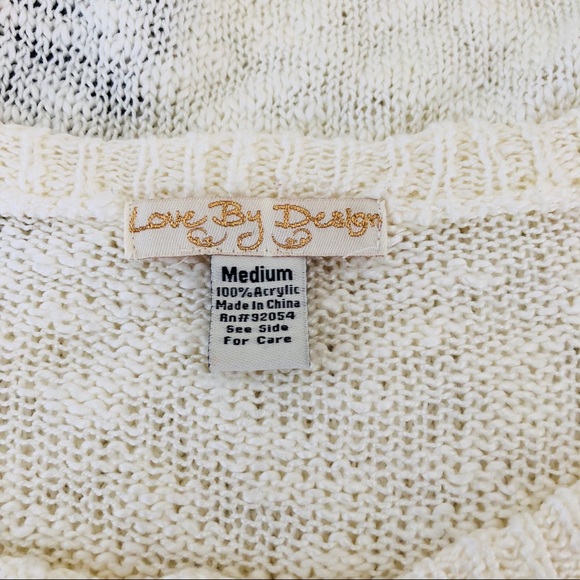 Love By Design
Medium
100% Acrylic
Made In China
Rn#92054
See Side
For Care